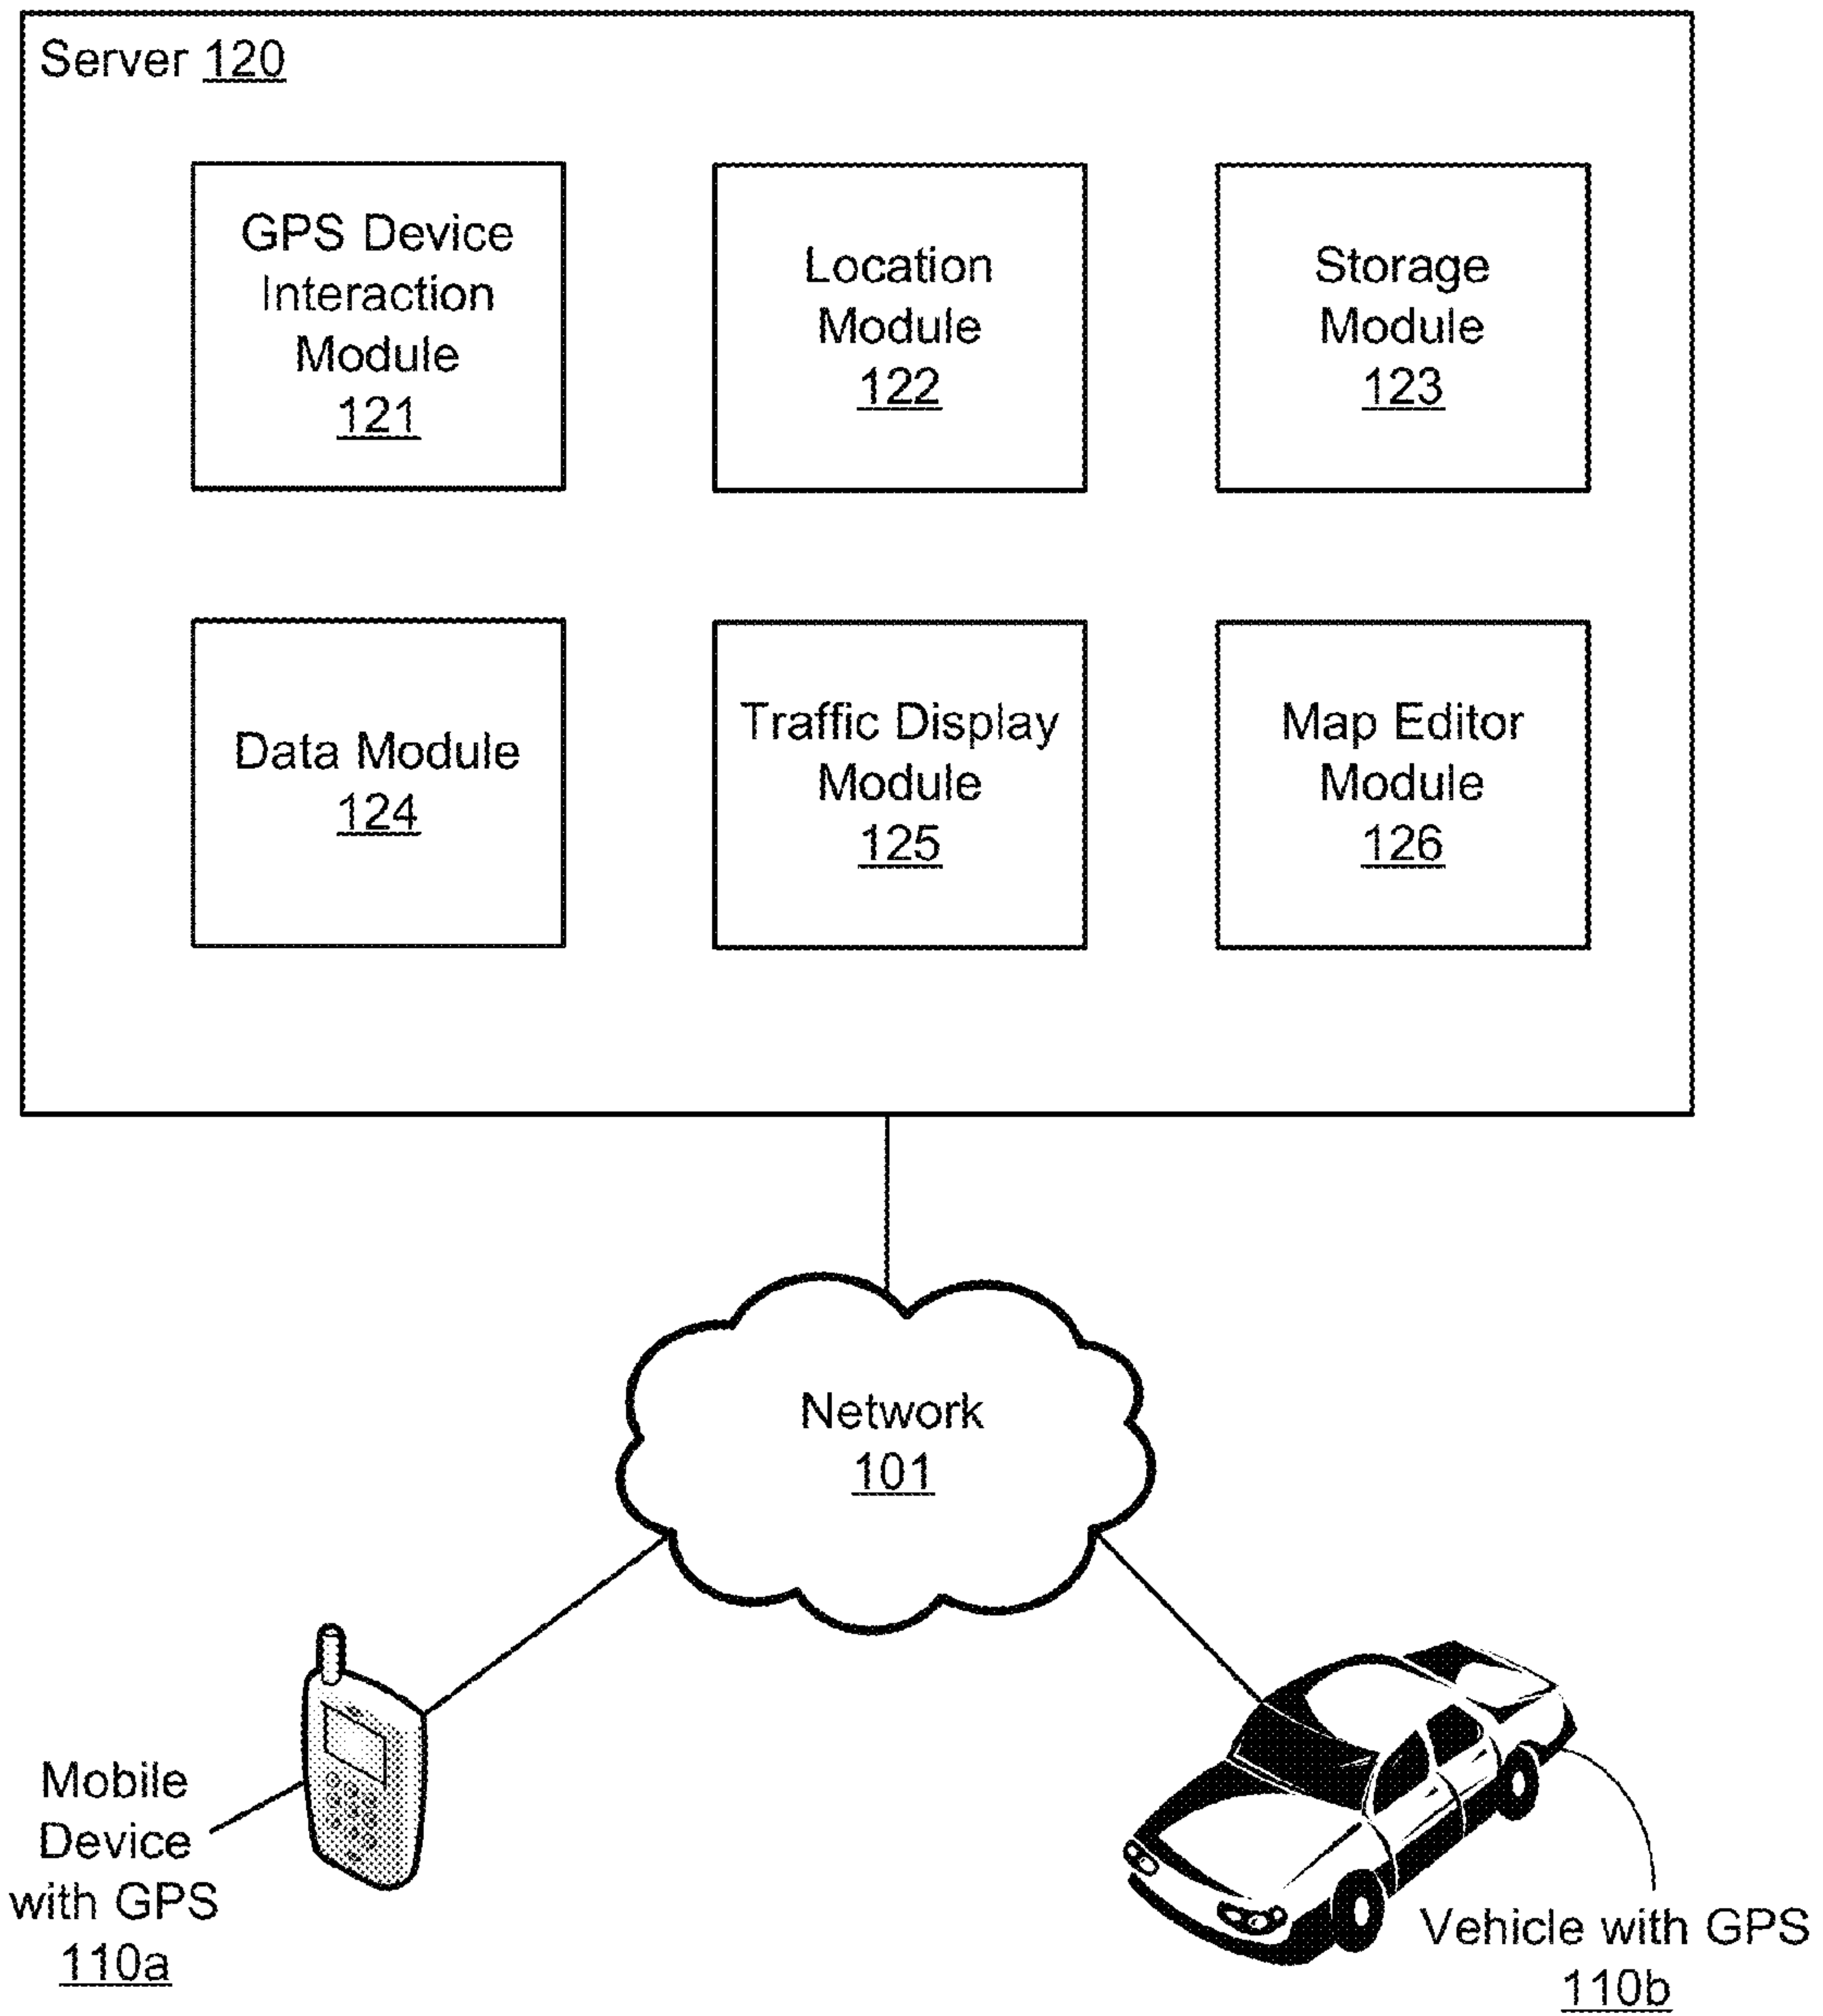 Server 120
GPS Device
Interaction
Module
121
Location
Module
122
Storage
Module
123
Data Module
124
Traffic Display
Module
125
Map Editor
Module
126
Network
101
Mobile
Device
with GPS
110a
Vehicle with GPS
110b